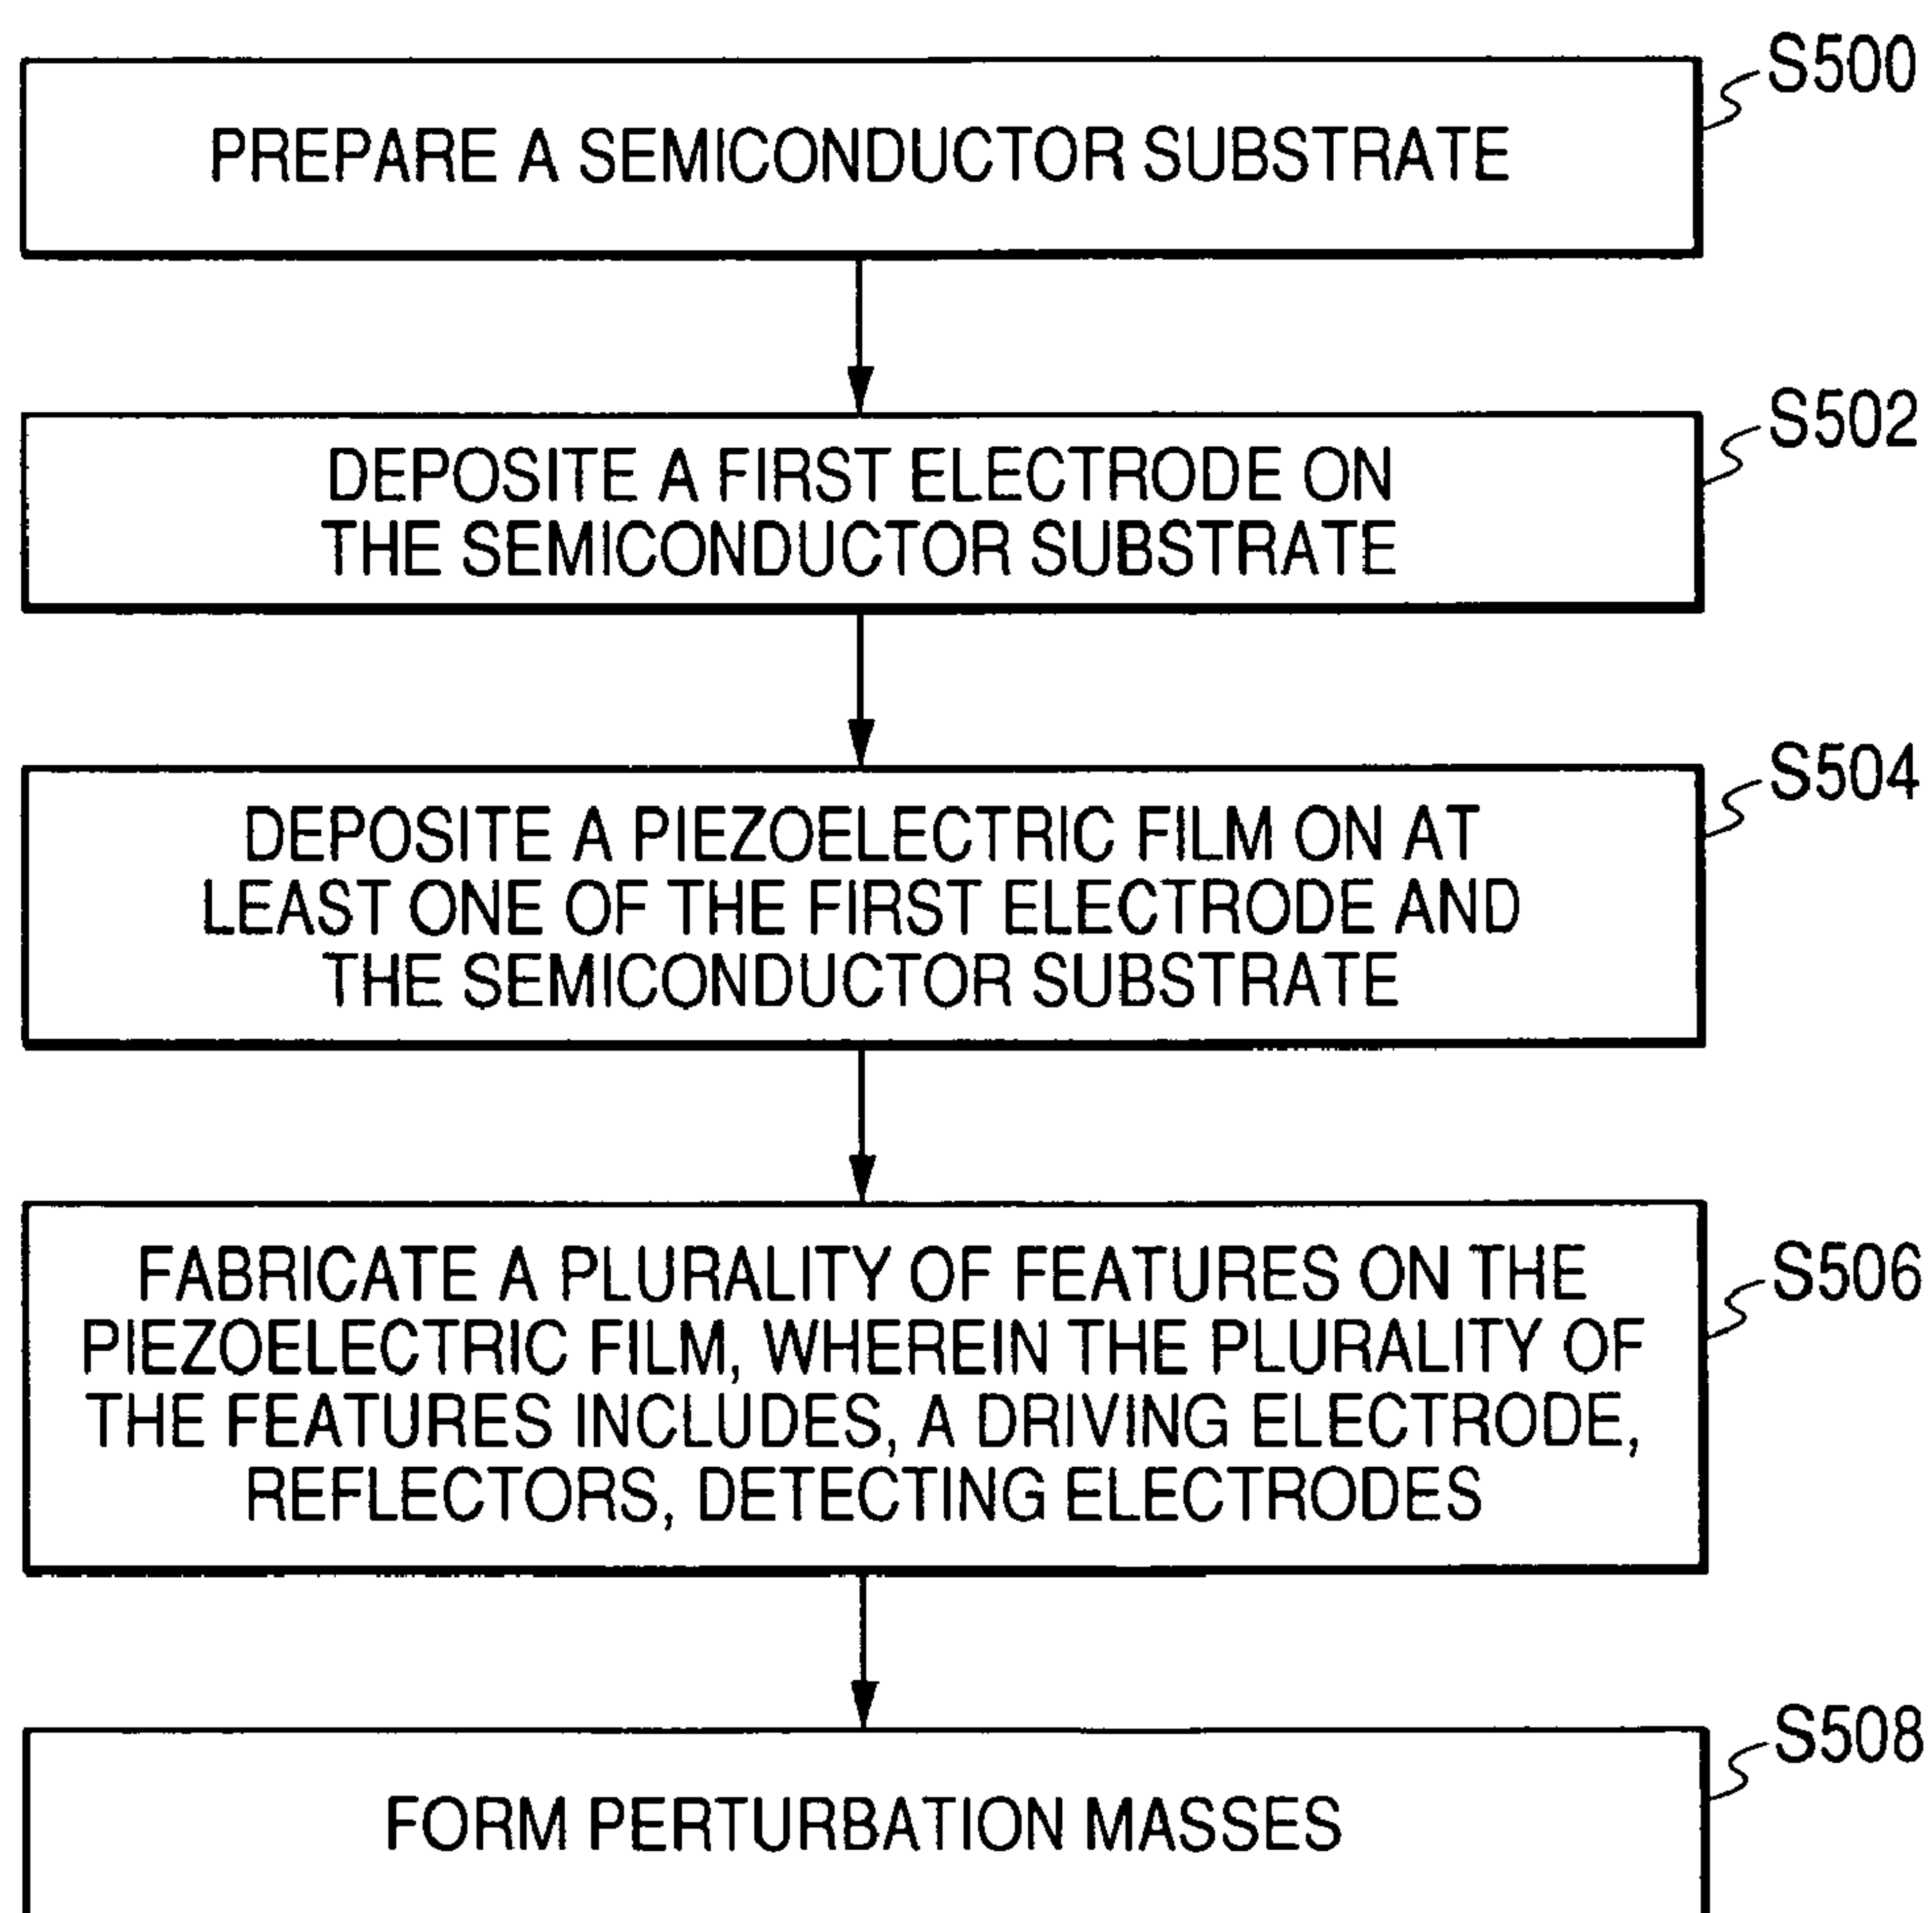 S500
PREPARE A SEMICONDUCTOR SUBSTRATE
S502
DEPOSITE A FIRST ELECTRODE ON
THE SEMICONDUCTOR SUBSTRATE
S504
DEPOSITE A PIEZOELECTRIC FILM ON AT
LEAST ONE OF THE FIRST ELECTRODE AND
THE SEMICONDUCTOR SUBSTRATE
S506
FABRICATE A PLURALITY OF FEATURES ON THE
PIEZOELECTRIC FILM, WHEREIN THE PLURALITY OF
THE FEATURES INCLUDES, A DRIVING ELECTRODE,
REFLECTORS, DETECTING ELECTRODES
S508
FORM PERTURBATION MASSES